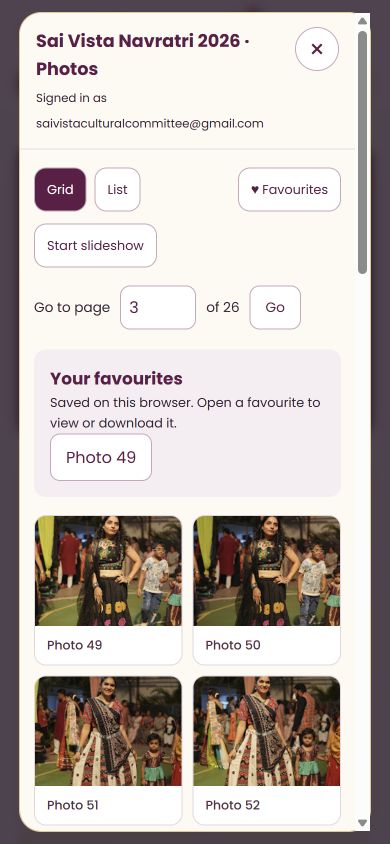 Sai Vista Navratri 2026 ·
Photos
Signed in as
saivistaculturalcommittee@gmail.com
×
Grid
List
♥ Favourites
Start slideshow
Go to page
3
of 26
Go
Your favourites
Saved on this browser. Open a favourite to
view or download it.
Photo 49
Photo 49
Photo 50
Photo 51
Photo 52